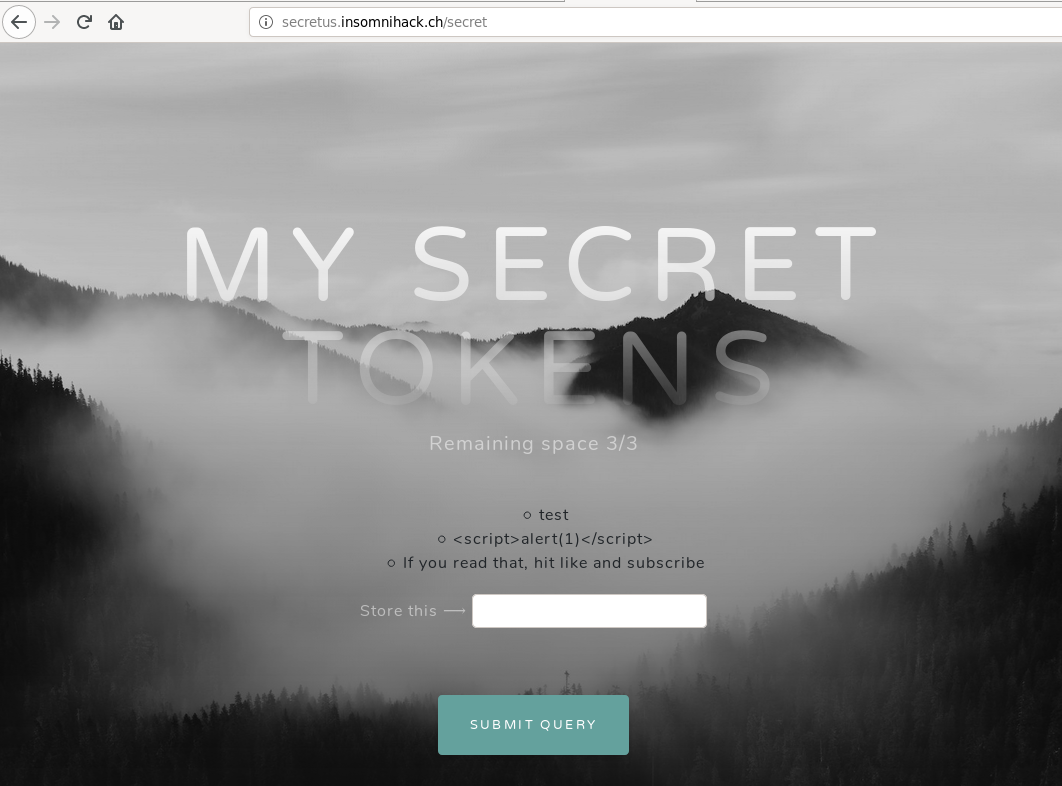 secretus.insomnihack.ch/secret
MY SECRET
TOKENS
Remaining space 3/3
test
<script>alert(1)</script>
If you read that, hit like and subscribe
Store this ⟶
SUBMIT QUERY